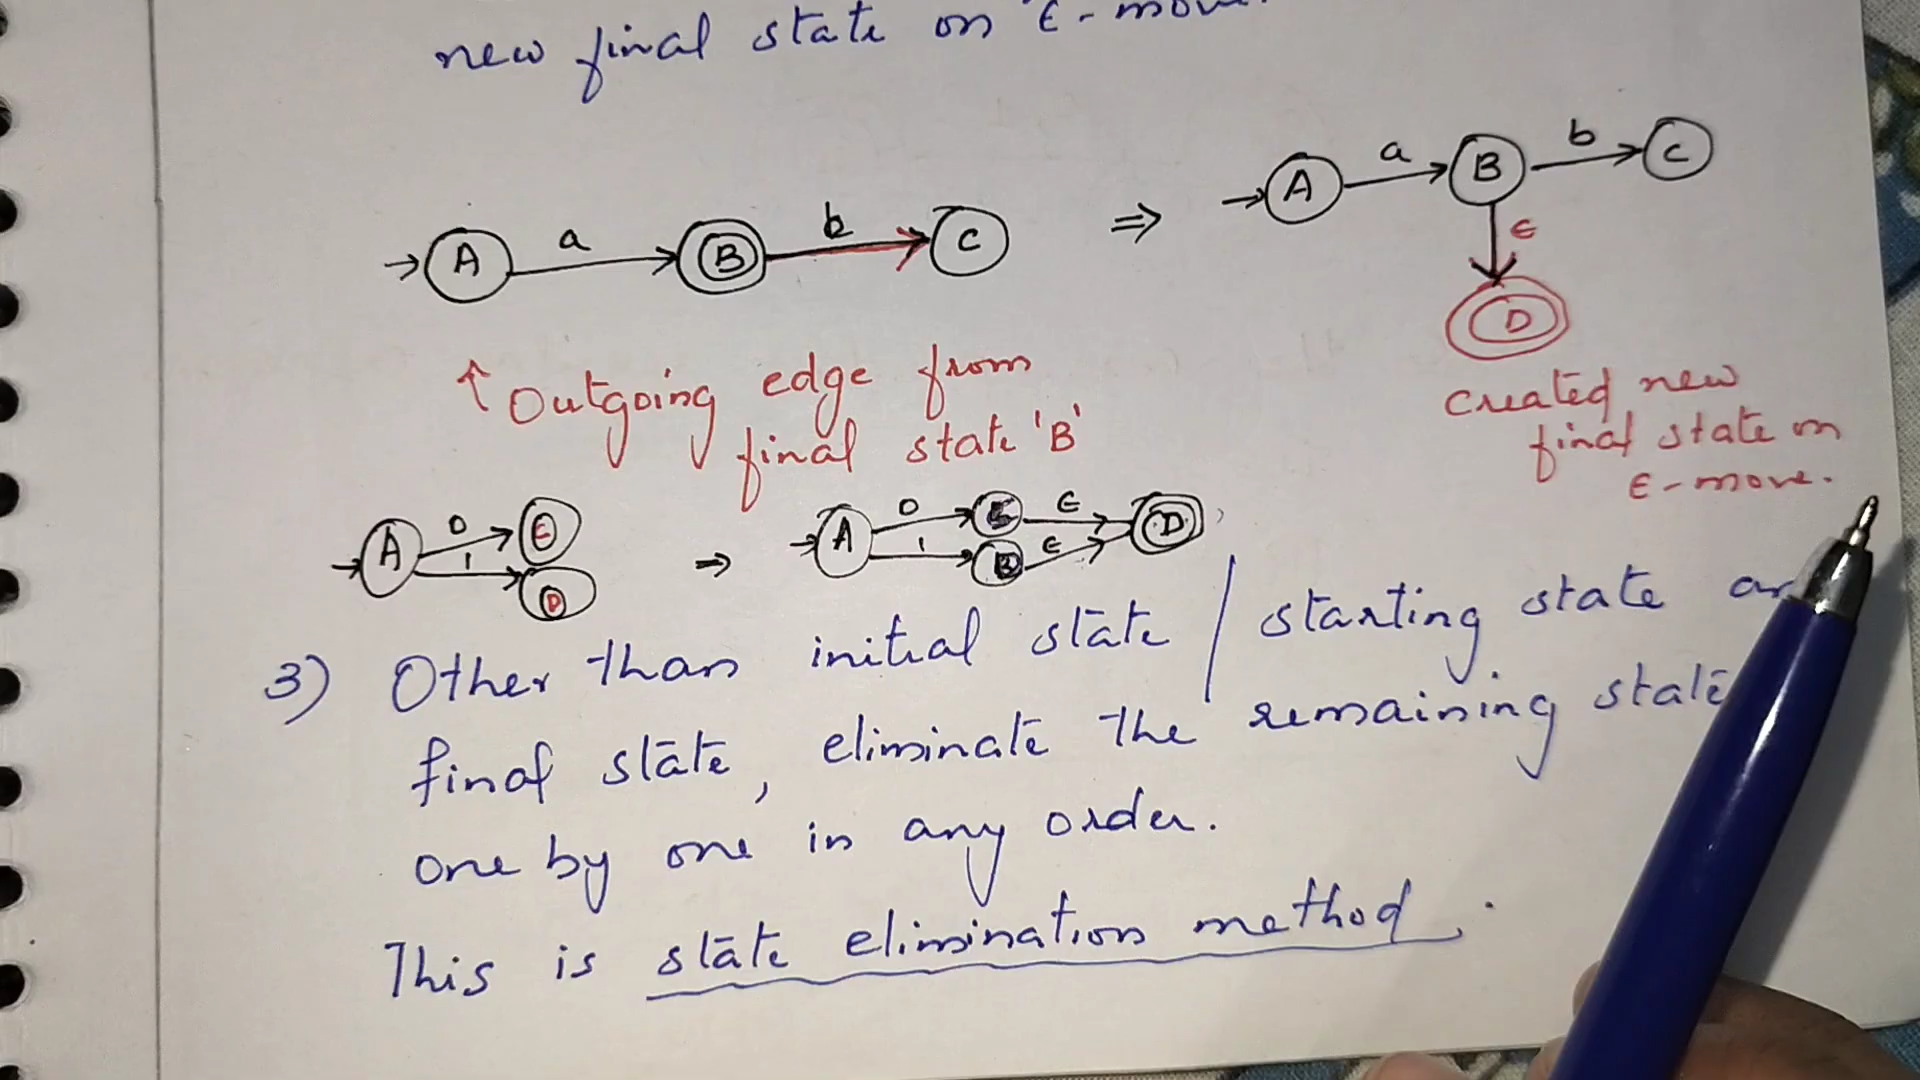 new final state on ε-move.
→ A a B b C
⇒
→ A a B b C
ε
D
↑ Outgoing edge from
final state 'B'
created new
final state on
ε-move.
→ A 0 1 D
⇒
→ A 0 1 ε ε D
3) Other than initial state / starting state
final state, eliminate the remaining state
one by one in any order.
This is state elimination method.